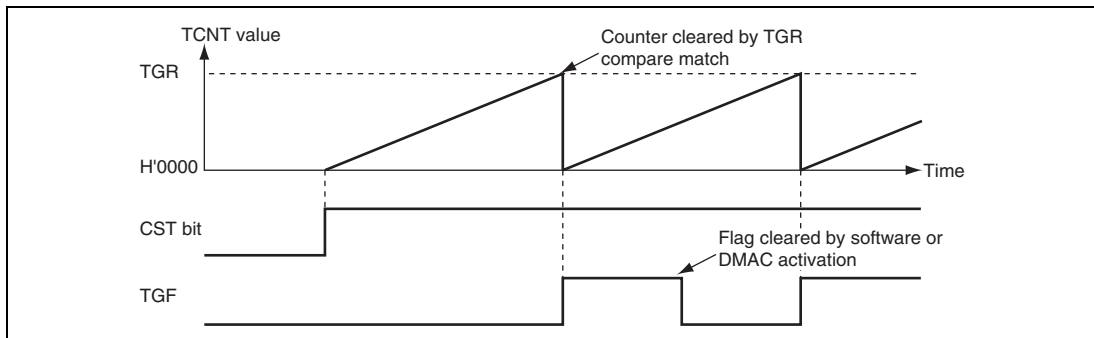 TCNT value
Counter cleared by TGR
compare match
TGR
H'0000
Time
CST bit
Flag cleared by software or
DMAC activation
TGF